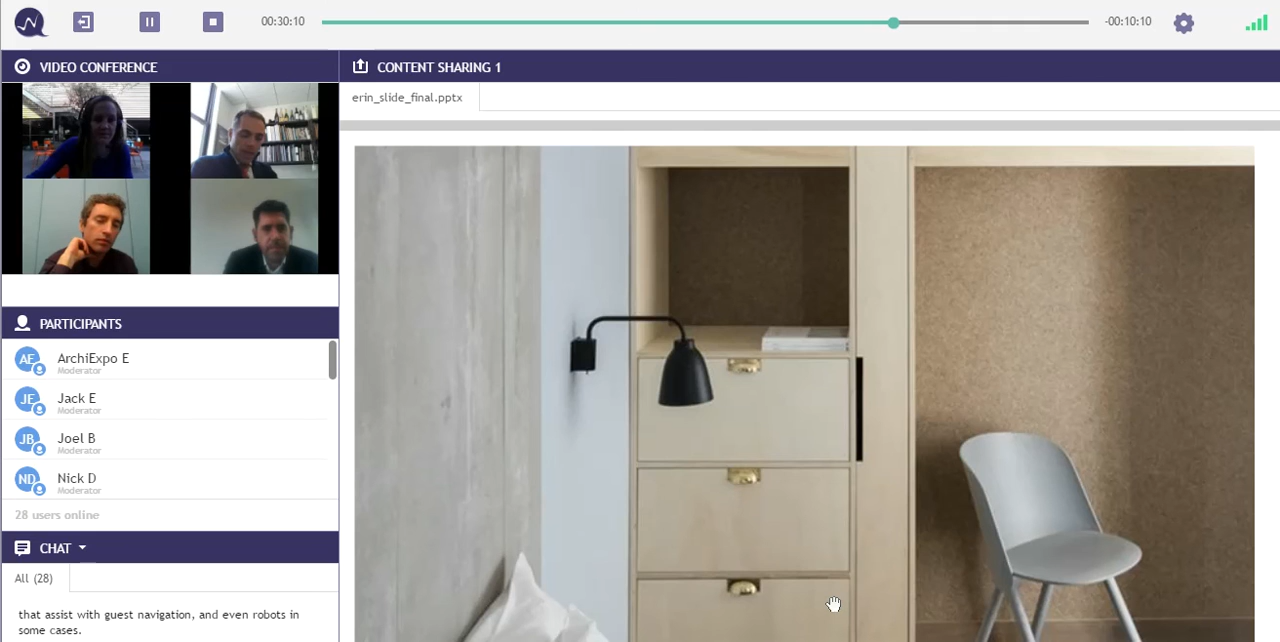 00:30:10
-00:10:10
VIDEO CONFERENCE
CONTENT SHARING 1
erin_slide_final.pptx
PARTICIPANTS
AE
ArchiExpo E
Moderator
JE
Jack E
Moderator
JB
Joel B
Moderator
ND
Nick D
Moderator
28 users online
CHAT
All (28)
that assist with guest navigation, and even robots in
some cases.